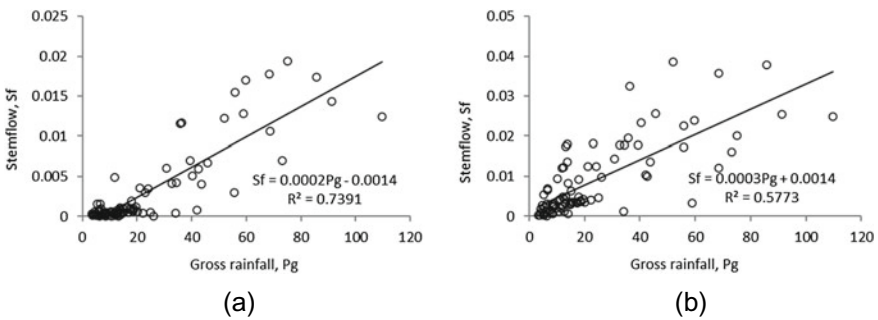 0.025
0.02
0.015
0.01
0.005
0
Stemflow, Sf
Sf = 0.0002Pg - 0.0014
R² = 0.7391
0 20 40 60 80 100 120
Gross rainfall, Pg
(a)
0.05
0.04
0.03
0.02
0.01
0
Stemflow, Sf
Sf = 0.0003Pg + 0.0014
R² = 0.5773
0 20 40 60 80 100 120
Gross rainfall, Pg
(b)